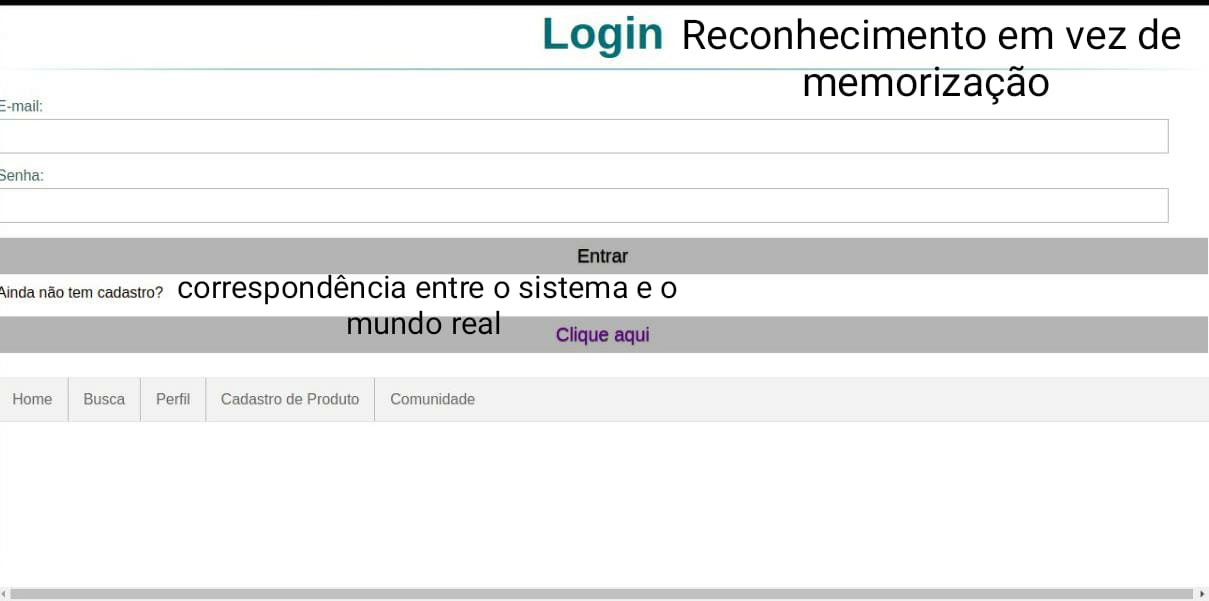 Login Reconhecimento em vez de
memorização
E-mail:
Senha:
Entrar
Ainda não tem cadastro? correspondência entre o sistema e o
mundo real
Clique aqui
Home Busca Perfil Cadastro de Produto Comunidade